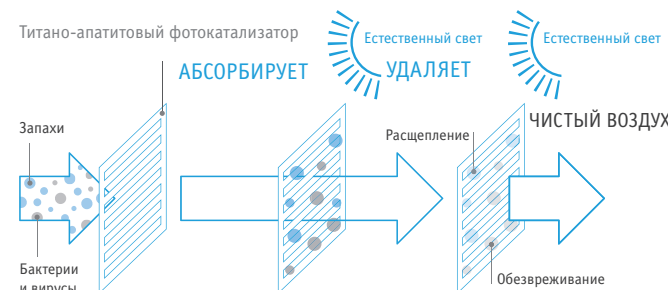 Титано-апатитовый фотокатализатор
Естественный свет
Естественный свет
АБСОРБИРУЕТ
УДАЛЯЕТ
ЧИСТЫЙ ВОЗДУХ
Запахи
Расщепление
Бактерии
и вирусы
Обезвреживание